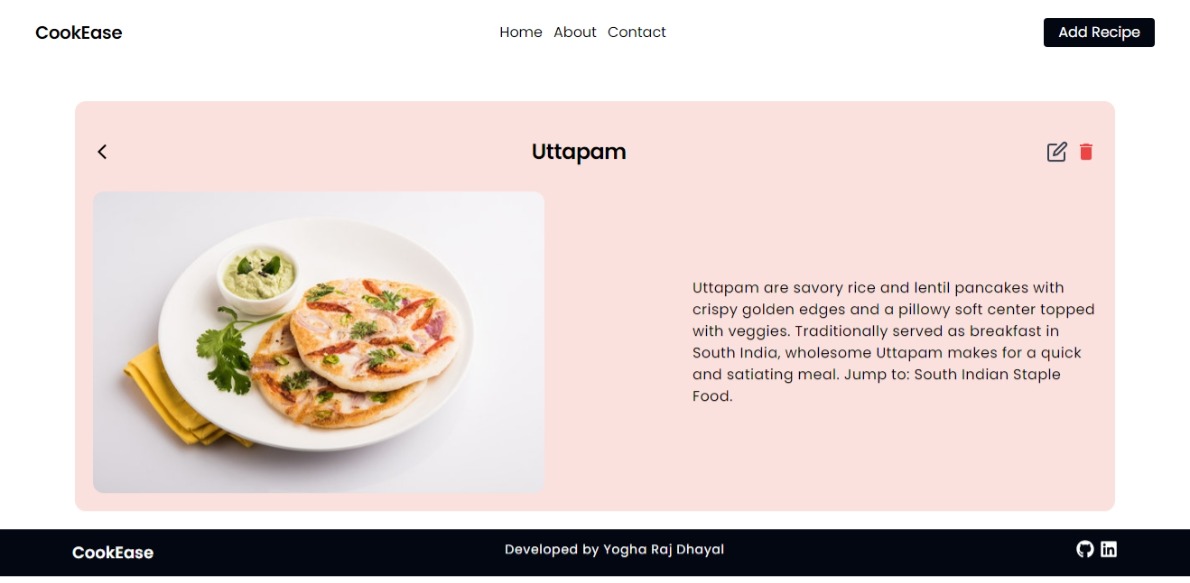 CookEase
Home About Contact
Add Recipe
Uttapam
Uttapam are savory rice and lentil pancakes with
crispy golden edges and a pillowy soft center topped
with veggies. Traditionally served as breakfast in
South India, wholesome Uttapam makes for a quick
and satiating meal. Jump to: South Indian Staple
Food.
CookEase
Developed by Yogha Raj Dhayal